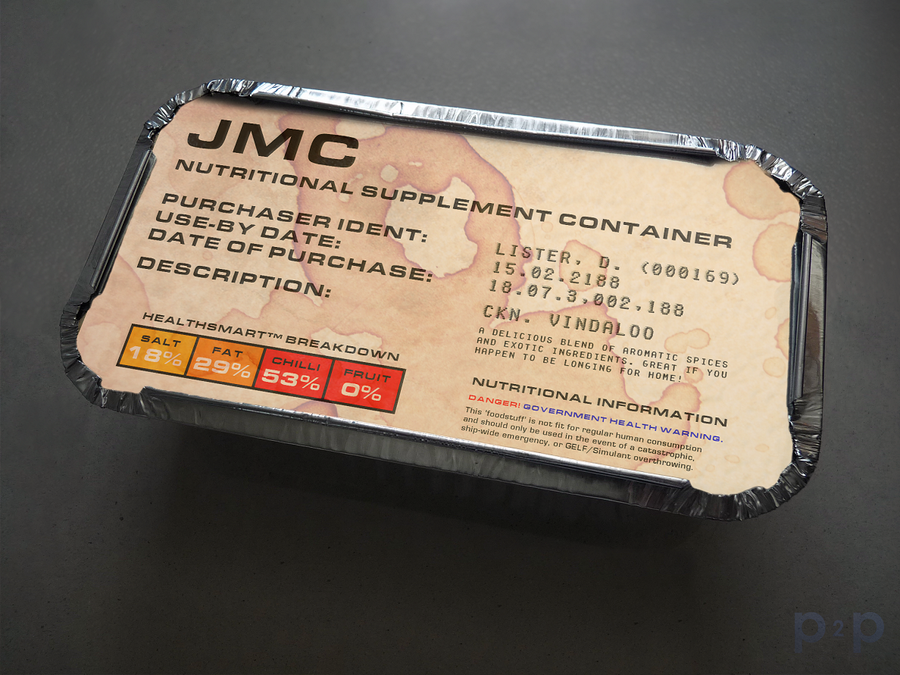 JMC
NUTRITIONAL SUPPLEMENT CONTAINER
PURCHASER IDENT: LISTER, D. (000169)
USE-BY DATE: 15.02.2188
DATE OF PURCHASE: 18.07.3,002,188
DESCRIPTION: CKN. VINDALOO
A DELICIOUS BLEND OF AROMATIC SPICES
AND EXOTIC INGREDIENTS. GREAT IF YOU
HAPPEN TO BE LONGING FOR HOME!
HEALTHSMART™ BREAKDOWN
SALT FAT CHILLI FRUIT
18% 29% 53% 0%
NUTRITIONAL INFORMATION
DANGER! GOVERNMENT HEALTH WARNING.
This 'foodstuff' is not fit for regular human consumption
and should only be used in the event of a catastrophic,
ship-wide emergency, or GELF/Simulant overthrowing.
p2p